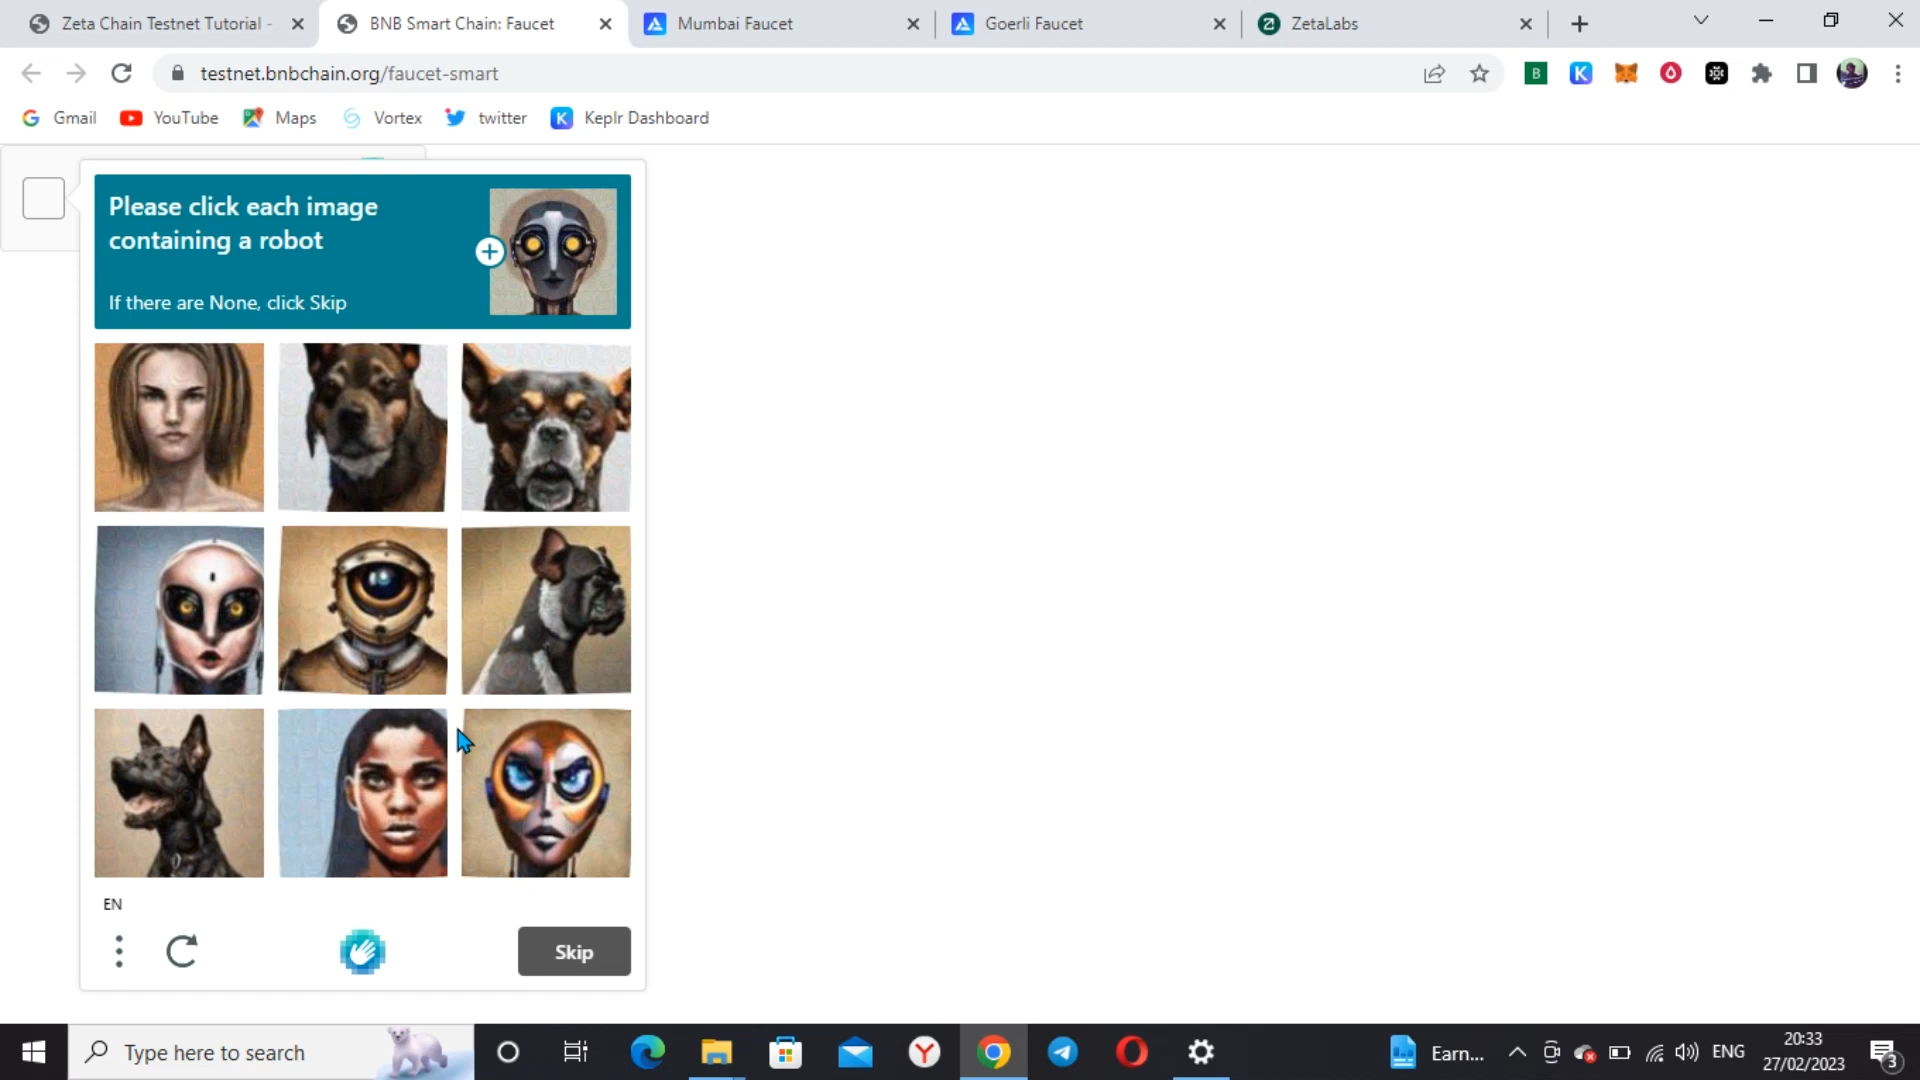 Zeta Chain Testnet Tutorial -
BNB Smart Chain: Faucet
Mumbai Faucet
Goerli Faucet
ZetaLabs
testnet.bnbchain.org/faucet-smart
Gmail
YouTube
Maps
Vortex
twitter
Keplr Dashboard
Please click each image
containing a robot
If there are None, click Skip
EN
Skip
Type here to search
Earn...
ENG
20:33
27/02/2023
3